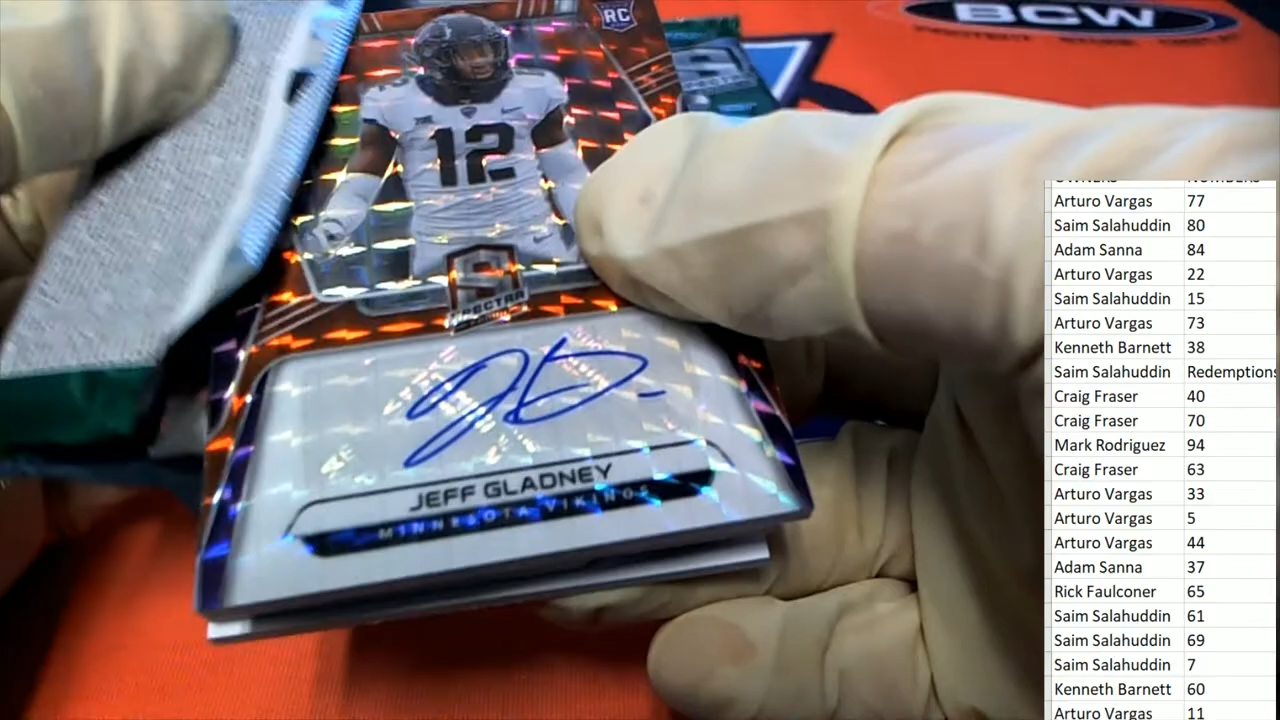 RC
BCW
12
SPECTRA
JEFF GLADNEY
MINNESOTA VIKINGS
Arturo Vargas 77
Saim Salahuddin 80
Adam Sanna 84
Arturo Vargas 22
Saim Salahuddin 15
Arturo Vargas 73
Kenneth Barnett 38
Saim Salahuddin Redemptions
Craig Fraser 40
Craig Fraser 70
Mark Rodriguez 94
Craig Fraser 63
Arturo Vargas 33
Arturo Vargas 5
Arturo Vargas 44
Adam Sanna 37
Rick Faulconer 65
Saim Salahuddin 61
Saim Salahuddin 69
Saim Salahuddin 7
Kenneth Barnett 60
Arturo Vargas 11